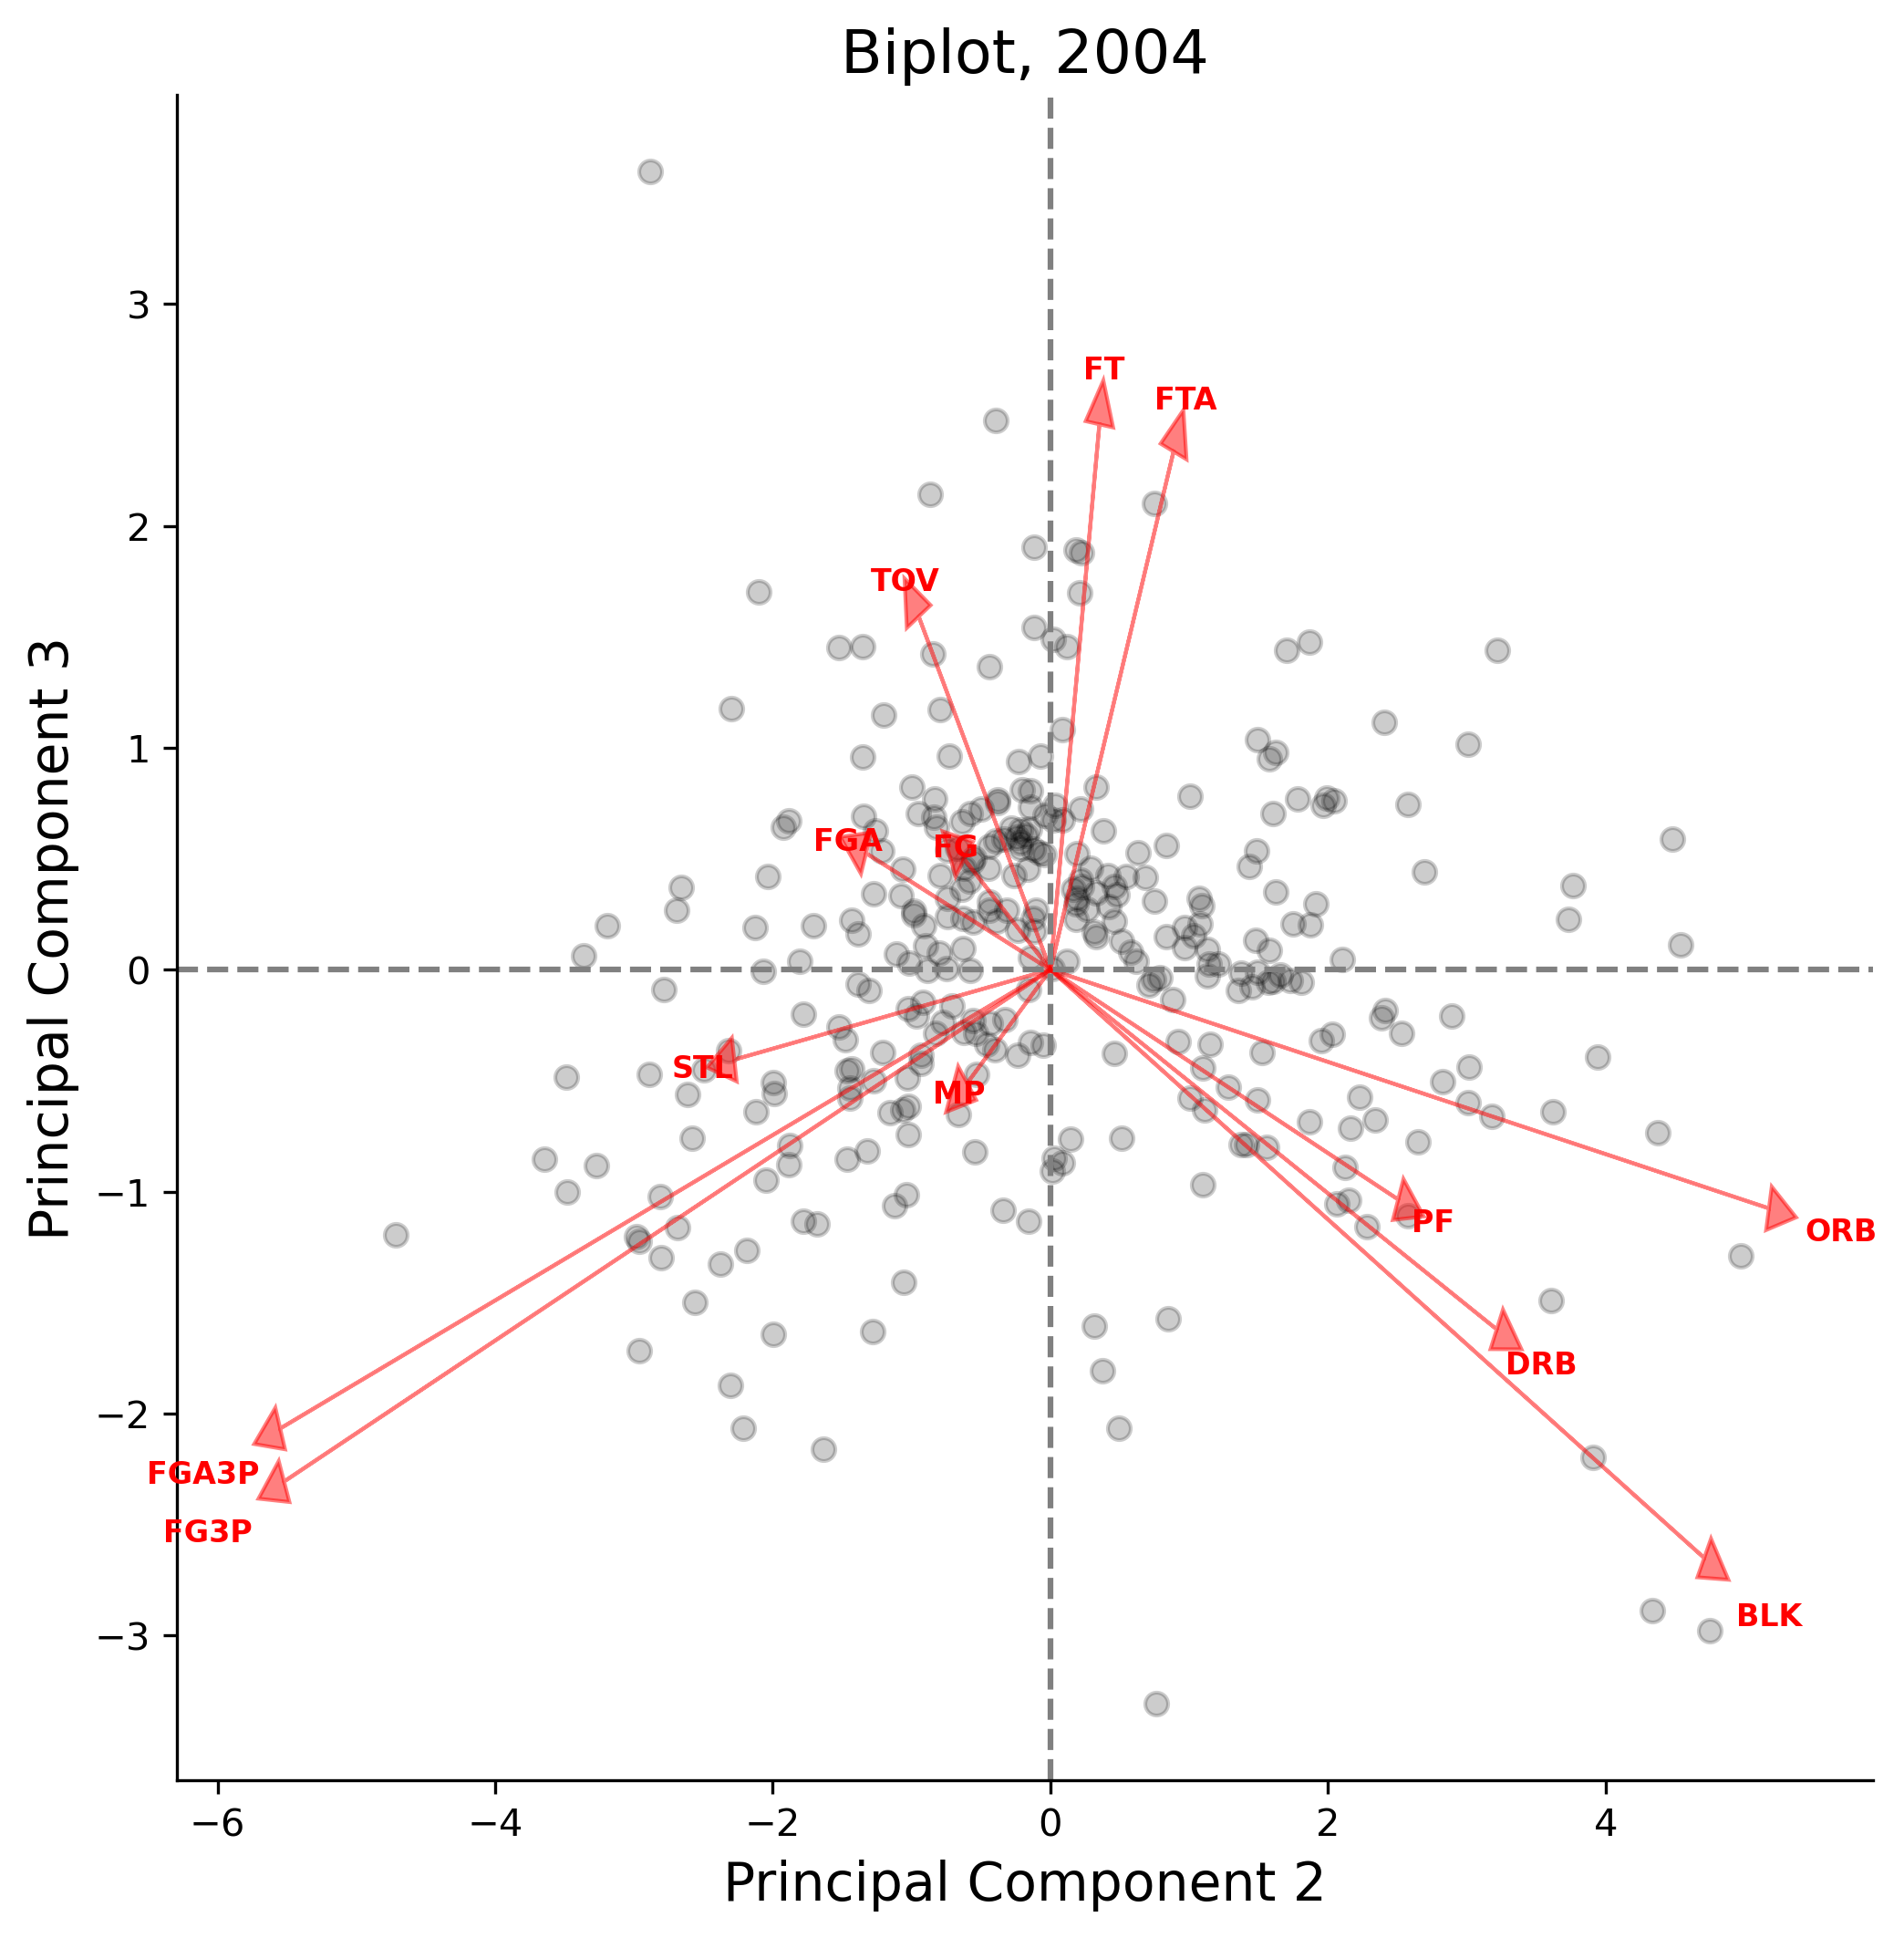 Biplot, 2004
Principal Component 3
3
2
1
0
−1
−2
−3
FT
FTA
TOV
FGA
FG
STL
MP
PF
ORB
DRB
FGA3P
FG3P
BLK
−6
−4
−2
0
2
4
Principal Component 2